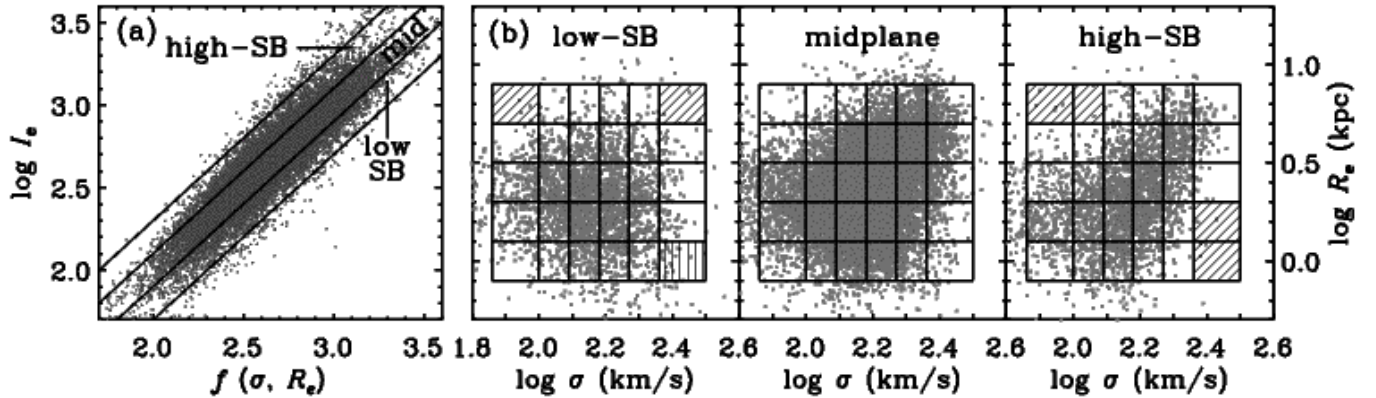 (a)
high-SB
mid
low
SB
log Iₑ
3.5
3.0
2.5
2.0
2.0 2.5 3.0 3.5
f (σ, Rₑ)
(b) low-SB midplane high-SB
1.0
0.5
0.0
log Rₑ (kpc)
1.8 2.0 2.2 2.4 2.6 2.0 2.2 2.4 2.6 2.0 2.2 2.4 2.6
log σ (km/s) log σ (km/s) log σ (km/s)